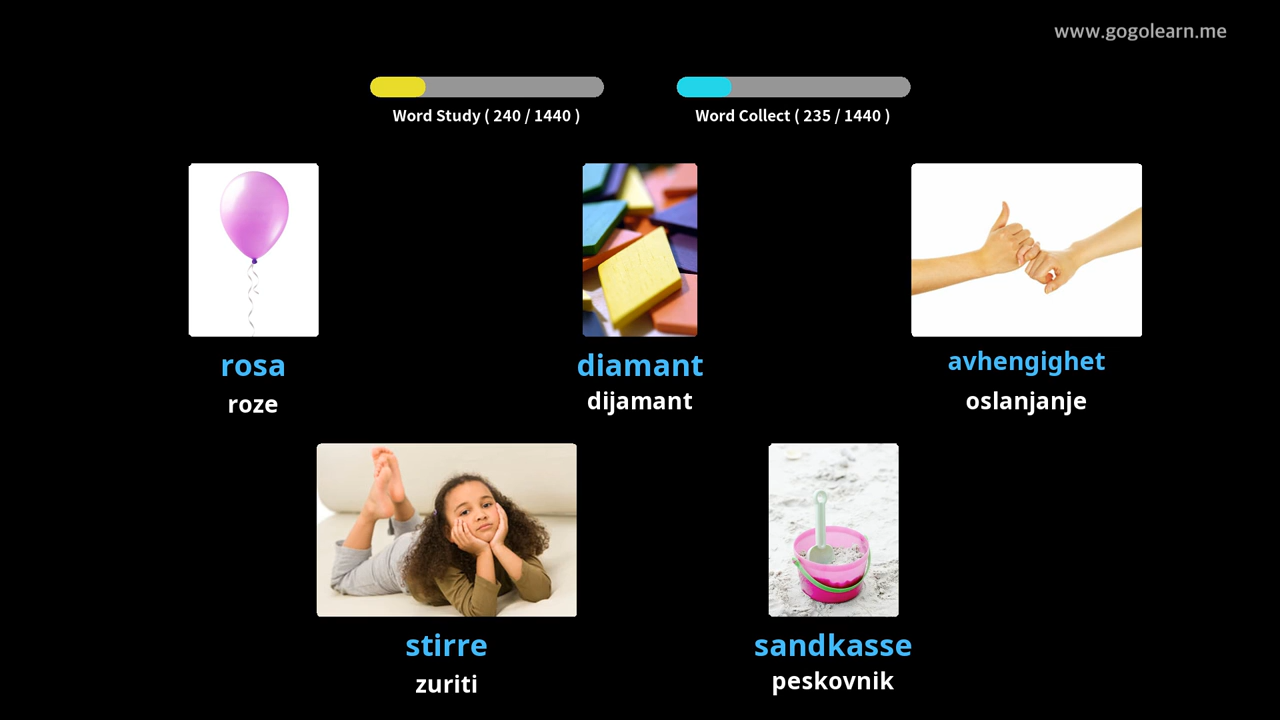 www.gogolearn.me
Word Study ( 240 / 1440 )
Word Collect ( 235 / 1440 )
rosa
roze
diamant
dijamant
avhengighet
oslanjanje
stirre
zuriti
sandkasse
peskovnik